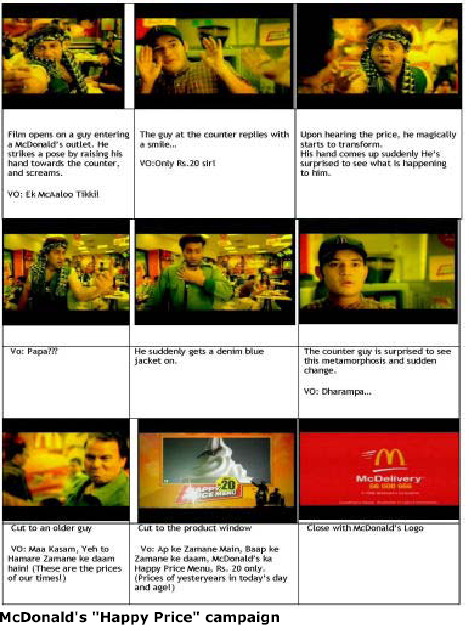 Film opens on a guy entering
a McDonald's outlet. He
strikes a pose by raising his
hand towards the counter,
and screams.
VO: Ek McAaloo Tikki!
The guy at the counter replies with
a smile...
VO:Only Rs.20 sir!
Upon hearing the price, he magically
starts to transform.
His hand comes up suddenly He's
surprised to see what is happening
to him.
Vo: Papa???
He suddenly gets a denim blue
jacket on.
The counter guy is surprised to see
this metamorphosis and sudden
change.
VO: Dharampa...
HAPPY
PRICE MENU
20
McDelivery
Cut to an older guy
VO: Maa Kasam, Yeh to
Hamare Zamane ke daam
hain! (These are the prices
of our times!)
Cut to the product window
Vo: Ap ke Zamane Main, Baap ke
Zamane ke daam, McDonald's ka
Happy Price Menu, Rs. 20 only.
(Prices of yesteryears in today's day
and age!)
Close with McDonald's Logo
McDonald's "Happy Price" campaign